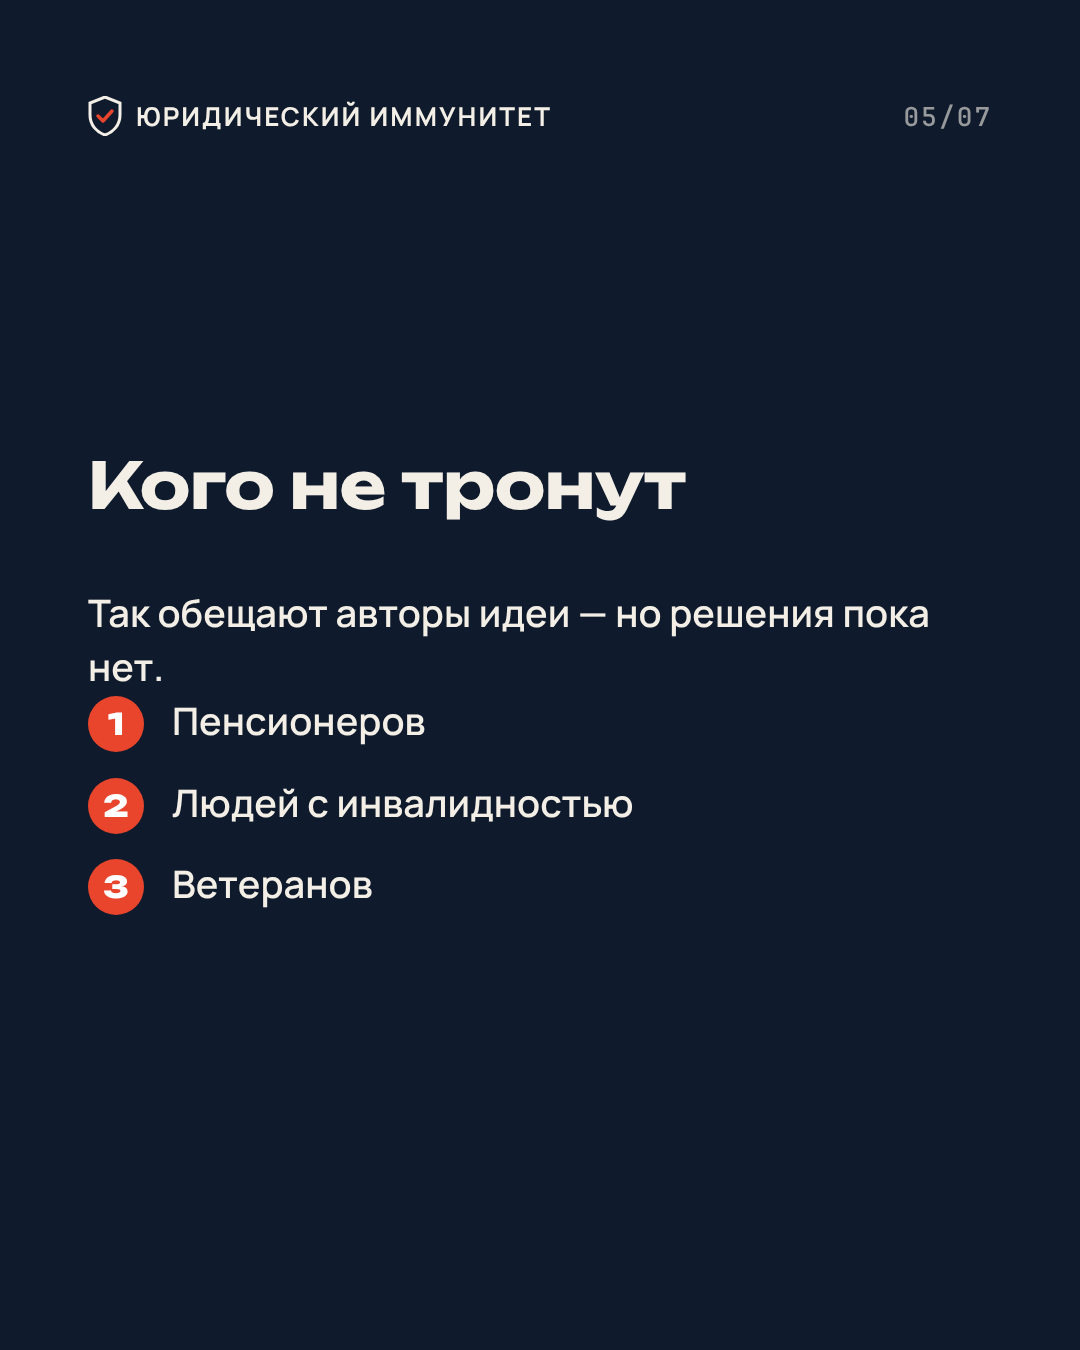 ЮРИДИЧЕСКИЙ ИММУНИТЕТ
05/07
Кого не тронут
Так обещают авторы идеи — но решения пока
нет.
1 Пенсионеров
2 Людей с инвалидностью
3 Ветеранов